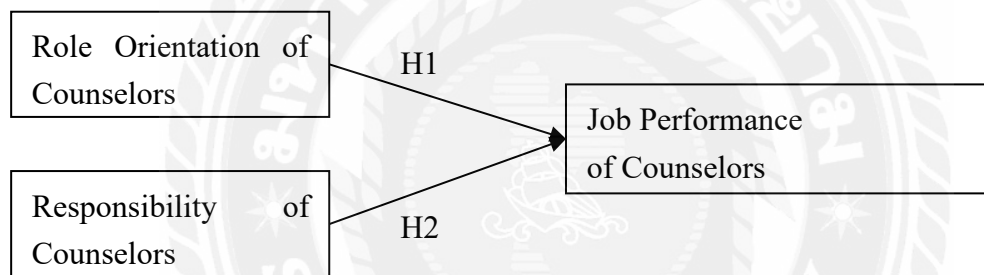 Role Orientation of
Counselors
H1
Job Performance
of Counselors
Responsibility of
H2
Counselors